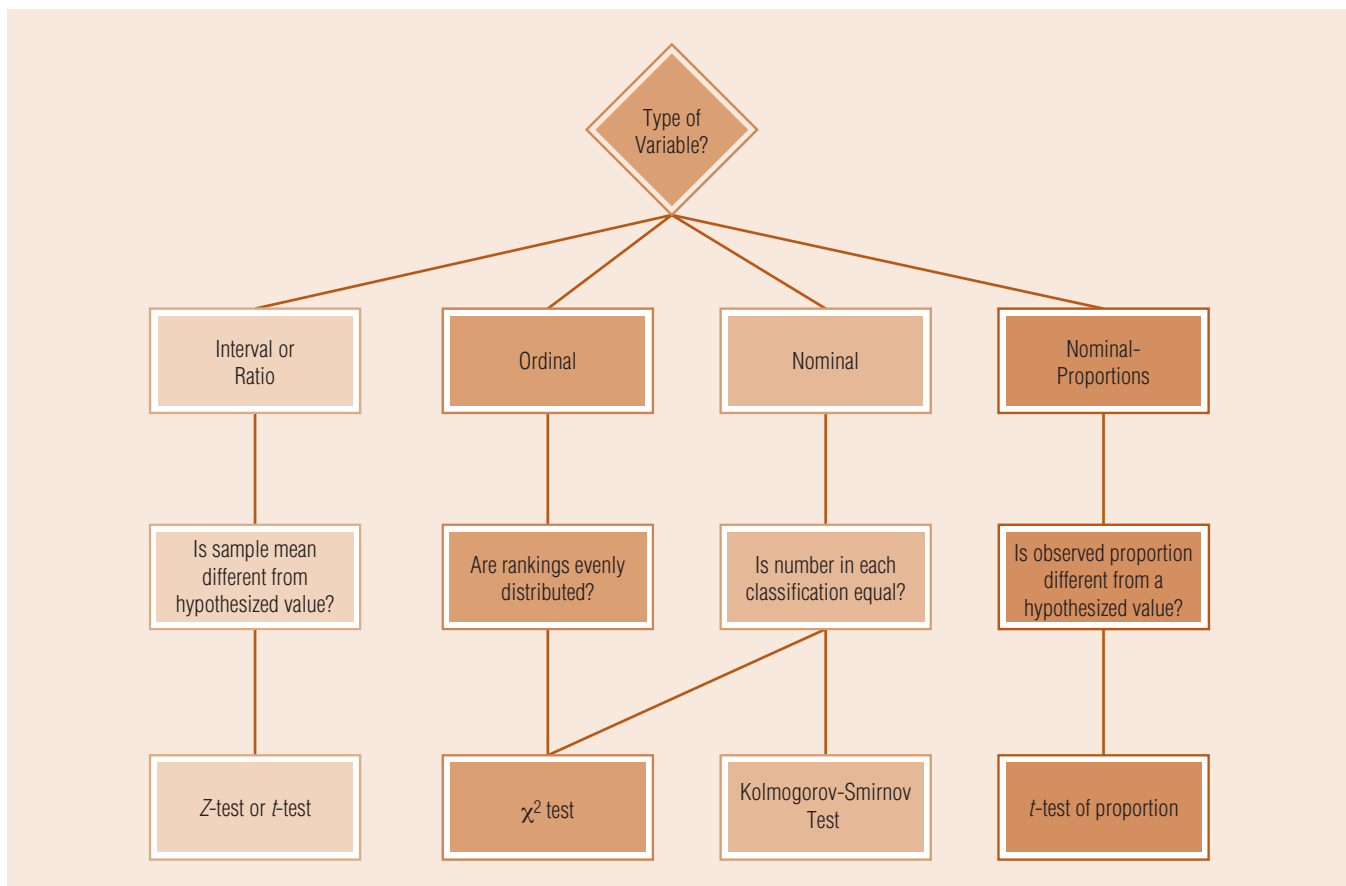 Type of
Variable?
Interval or
Ratio
Ordinal
Nominal
Nominal-
Proportions
Is sample mean
different from
hypothesized value?
Are rankings evenly
distributed?
Is number in each
classification equal?
Is observed proportion
different from a
hypothesized value?
Z-test or t-test
χ² test
Kolmogorov-Smirnov
Test
t-test of proportion